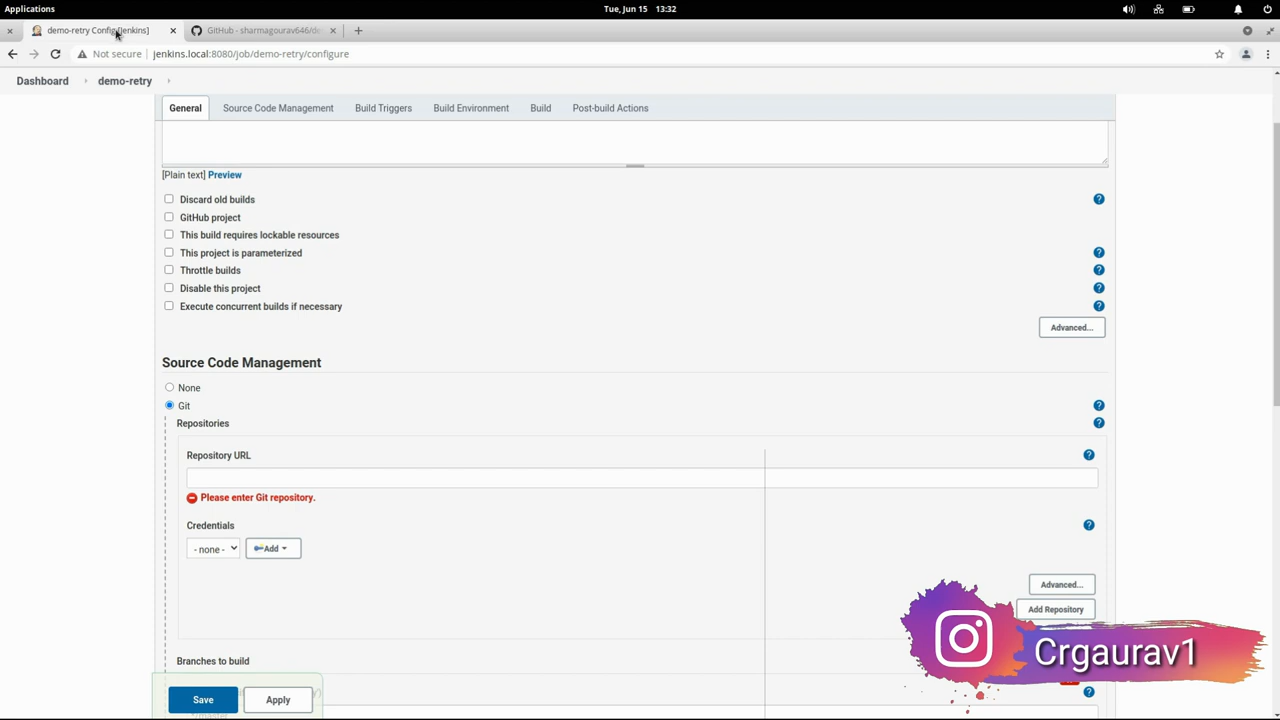 Applications
Tue, Jun 15 13:32
demo-retry Config [Jenkins]
GitHub - sharmagourav646/de
Not secure
jenkins.local:8080/job/demo-retry/configure
Dashboard
demo-retry
General
Source Code Management
Build Triggers
Build Environment
Build
Post-build Actions
[Plain text] Preview
Discard old builds
GitHub project
This build requires lockable resources
This project is parameterized
Throttle builds
Disable this project
Execute concurrent builds if necessary
Advanced...
Source Code Management
None
Git
Repositories
Repository URL
Please enter Git repository.
Credentials
- none -
Add
Advanced...
Add Repository
Crgaurav1
Branches to build
Save
Apply